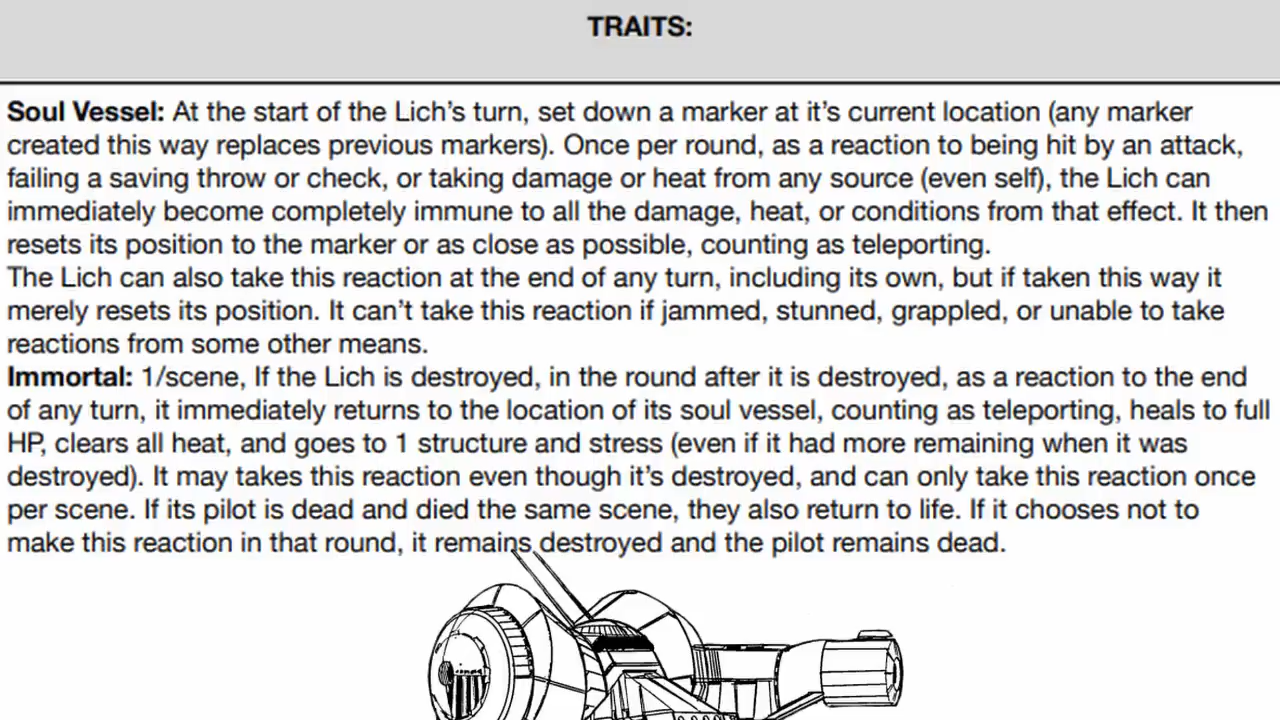 TRAITS:
Soul Vessel: At the start of the Lich's turn, set down a marker at it's current location (any marker
created this way replaces previous markers). Once per round, as a reaction to being hit by an attack,
failing a saving throw or check, or taking damage or heat from any source (even self), the Lich can
immediately become completely immune to all the damage, heat, or conditions from that effect. It then
resets its position to the marker or as close as possible, counting as teleporting.
The Lich can also take this reaction at the end of any turn, including its own, but if taken this way it
merely resets its position. It can't take this reaction if jammed, stunned, grappled, or unable to take
reactions from some other means.
Immortal: 1/scene, If the Lich is destroyed, in the round after it is destroyed, as a reaction to the end
of any turn, it immediately returns to the location of its soul vessel, counting as teleporting, heals to full
HP, clears all heat, and goes to 1 structure and stress (even if it had more remaining when it was
destroyed). It may takes this reaction even though it's destroyed, and can only take this reaction once
per scene. If its pilot is dead and died the same scene, they also return to life. If it chooses not to
make this reaction in that round, it remains destroyed and the pilot remains dead.